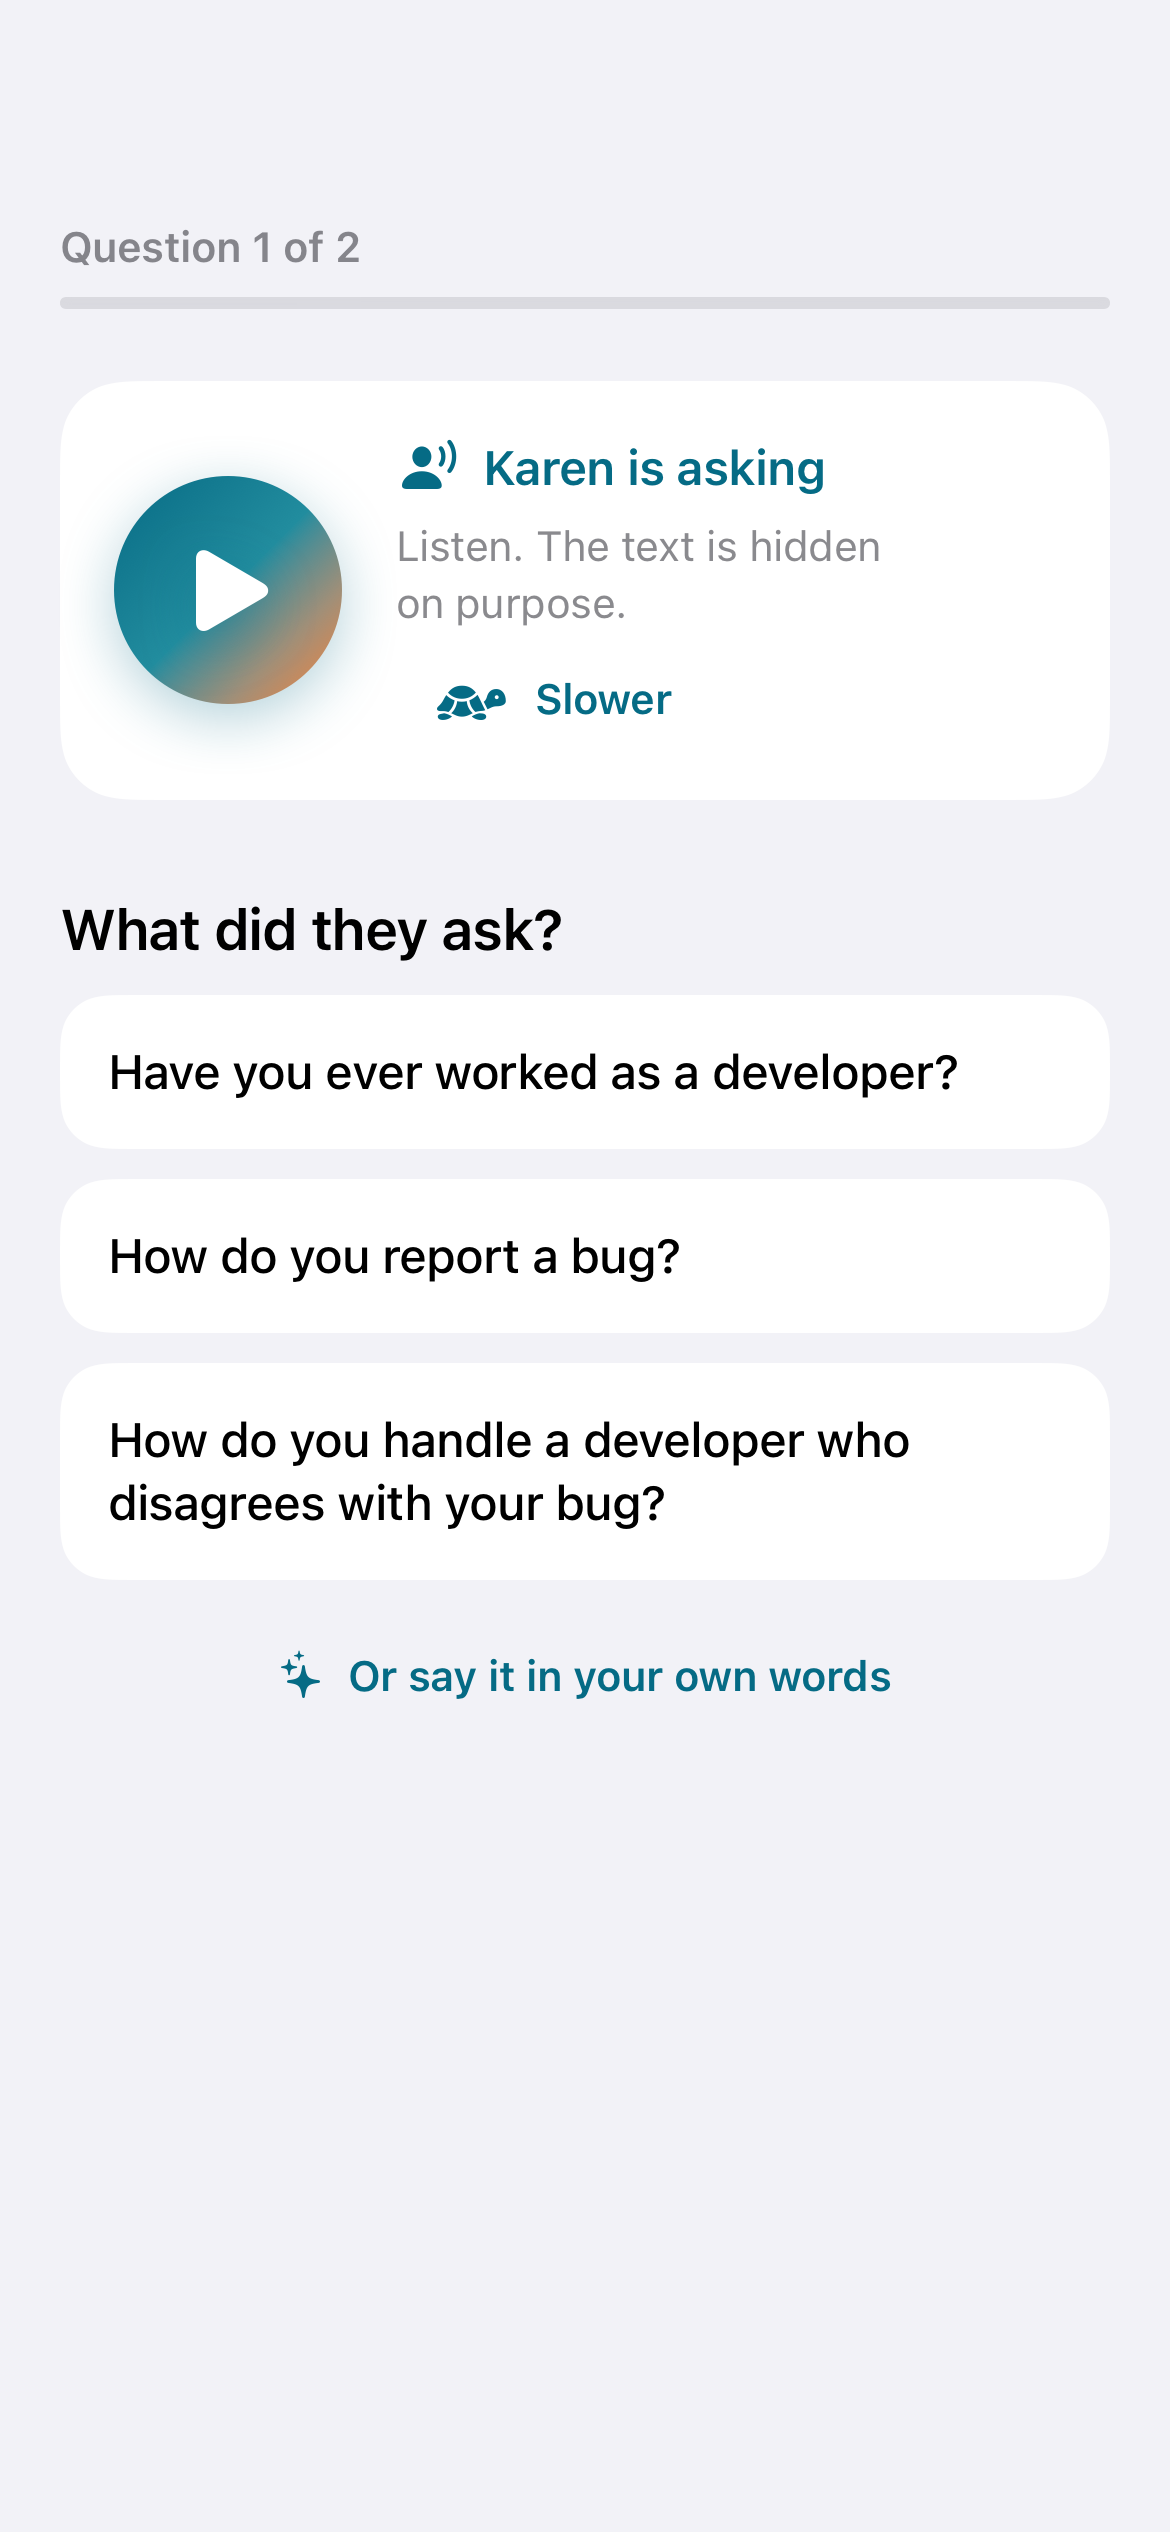 Question 1 of 2
Karen is asking
Listen. The text is hidden
on purpose.
Slower
What did they ask?
Have you ever worked as a developer?
How do you report a bug?
How do you handle a developer who
disagrees with your bug?
Or say it in your own words